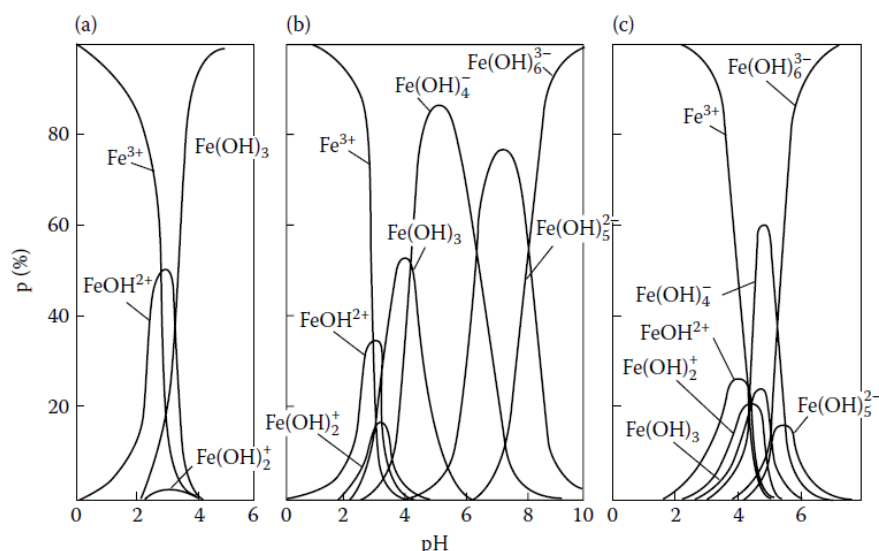 (a)
(b)
(c)
p (%)
80
60
40
20
Fe³⁺
Fe(OH)₃
FeOH²⁺
Fe(OH)₂⁺
0 2 4 6
Fe(OH)₆³⁻
Fe(OH)₄⁻
Fe³⁺
Fe(OH)₃
Fe(OH)₅²⁻
FeOH²⁺
Fe(OH)₂⁺
0 2 4 6 8 10
Fe(OH)₆³⁻
Fe³⁺
Fe(OH)₄⁻
FeOH²⁺
Fe(OH)₂⁺
Fe(OH)₃
Fe(OH)₅²⁻
0 2 4 6
pH